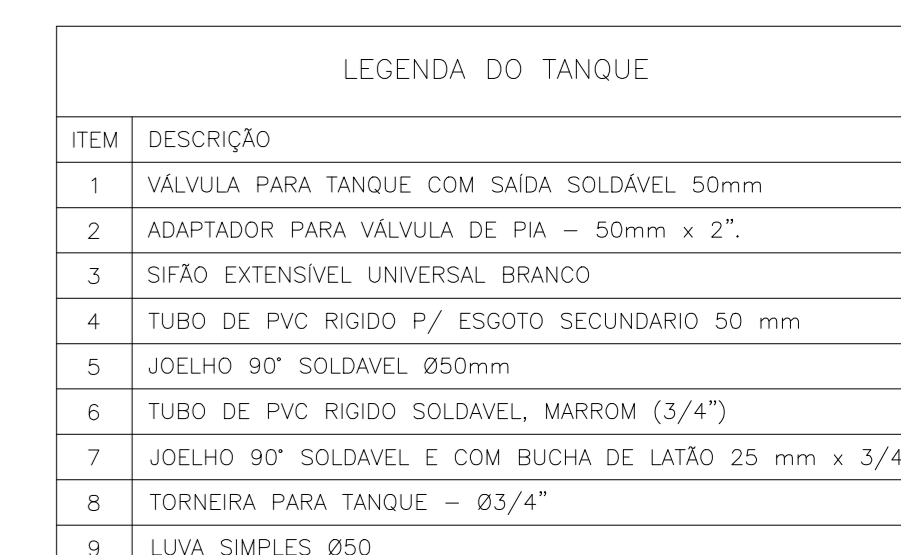 LEGENDA DO TANQUE
ITEM DESCRIÇÃO
1 VÁLVULA PARA TANQUE COM SAÍDA SOLDÁVEL 50mm
2 ADAPTADOR PARA VÁLVULA DE PIA – 50mm x 2”.
3 SIFÃO EXTENSÍVEL UNIVERSAL BRANCO
4 TUBO DE PVC RIGIDO P/ ESGOTO SECUNDARIO 50 mm
5 JOELHO 90° SOLDAVEL Ø50mm
6 TUBO DE PVC RIGIDO SOLDAVEL, MARROM (3/4”)
7 JOELHO 90° SOLDAVEL E COM BUCHA DE LATÃO 25 mm x 3/4
8 TORNEIRA PARA TANQUE – Ø3/4”
9 LUVA SIMPLES Ø50